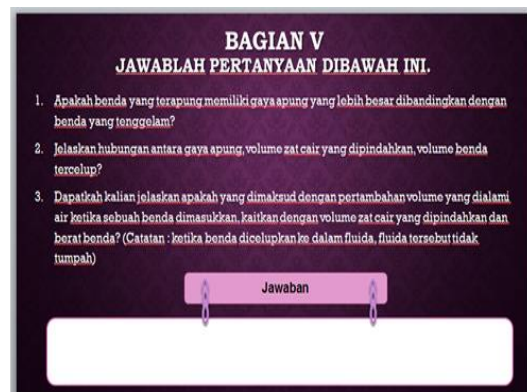 BAGIAN V
JAWABLAH PERTANYAAN DIBAWAH INI.
1. Apakah benda yang terapung memiliki gaya apung yang lebih besar dibandingkan dengan
benda yang tenggelam?
2. Jelaskan hubungan antara gaya apung, volume zat cair yang dipindahkan, volume benda
tercelup?
3. Dapatkah kalian jelaskan apakah yang dimaksud dengan pertambahan volume yang dialami
air ketika sebuah benda dimasukkan, kaitkan dengan volume zat cair yang dipindahkan dan
berat benda? (Catatan : ketika benda dicelupkan ke dalam fluida, fluida tersebut tidak
tumpah)
Jawaban